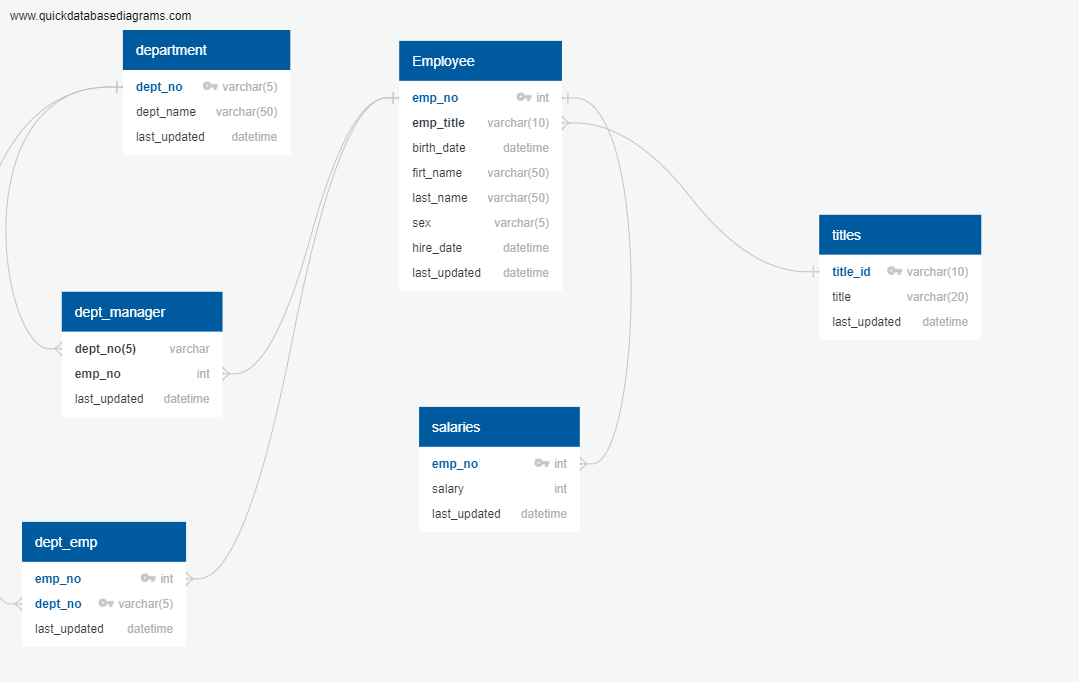 www.quickdatabasediagrams.com
department
dept_no varchar(5)
dept_name varchar(50)
last_updated datetime
Employee
emp_no int
emp_title varchar(10)
birth_date datetime
firt_name varchar(50)
last_name varchar(50)
sex varchar(5)
hire_date datetime
last_updated datetime
titles
title_id varchar(10)
title varchar(20)
last_updated datetime
dept_manager
dept_no(5) varchar
emp_no int
last_updated datetime
salaries
emp_no int
salary int
last_updated datetime
dept_emp
emp_no int
dept_no varchar(5)
last_updated datetime